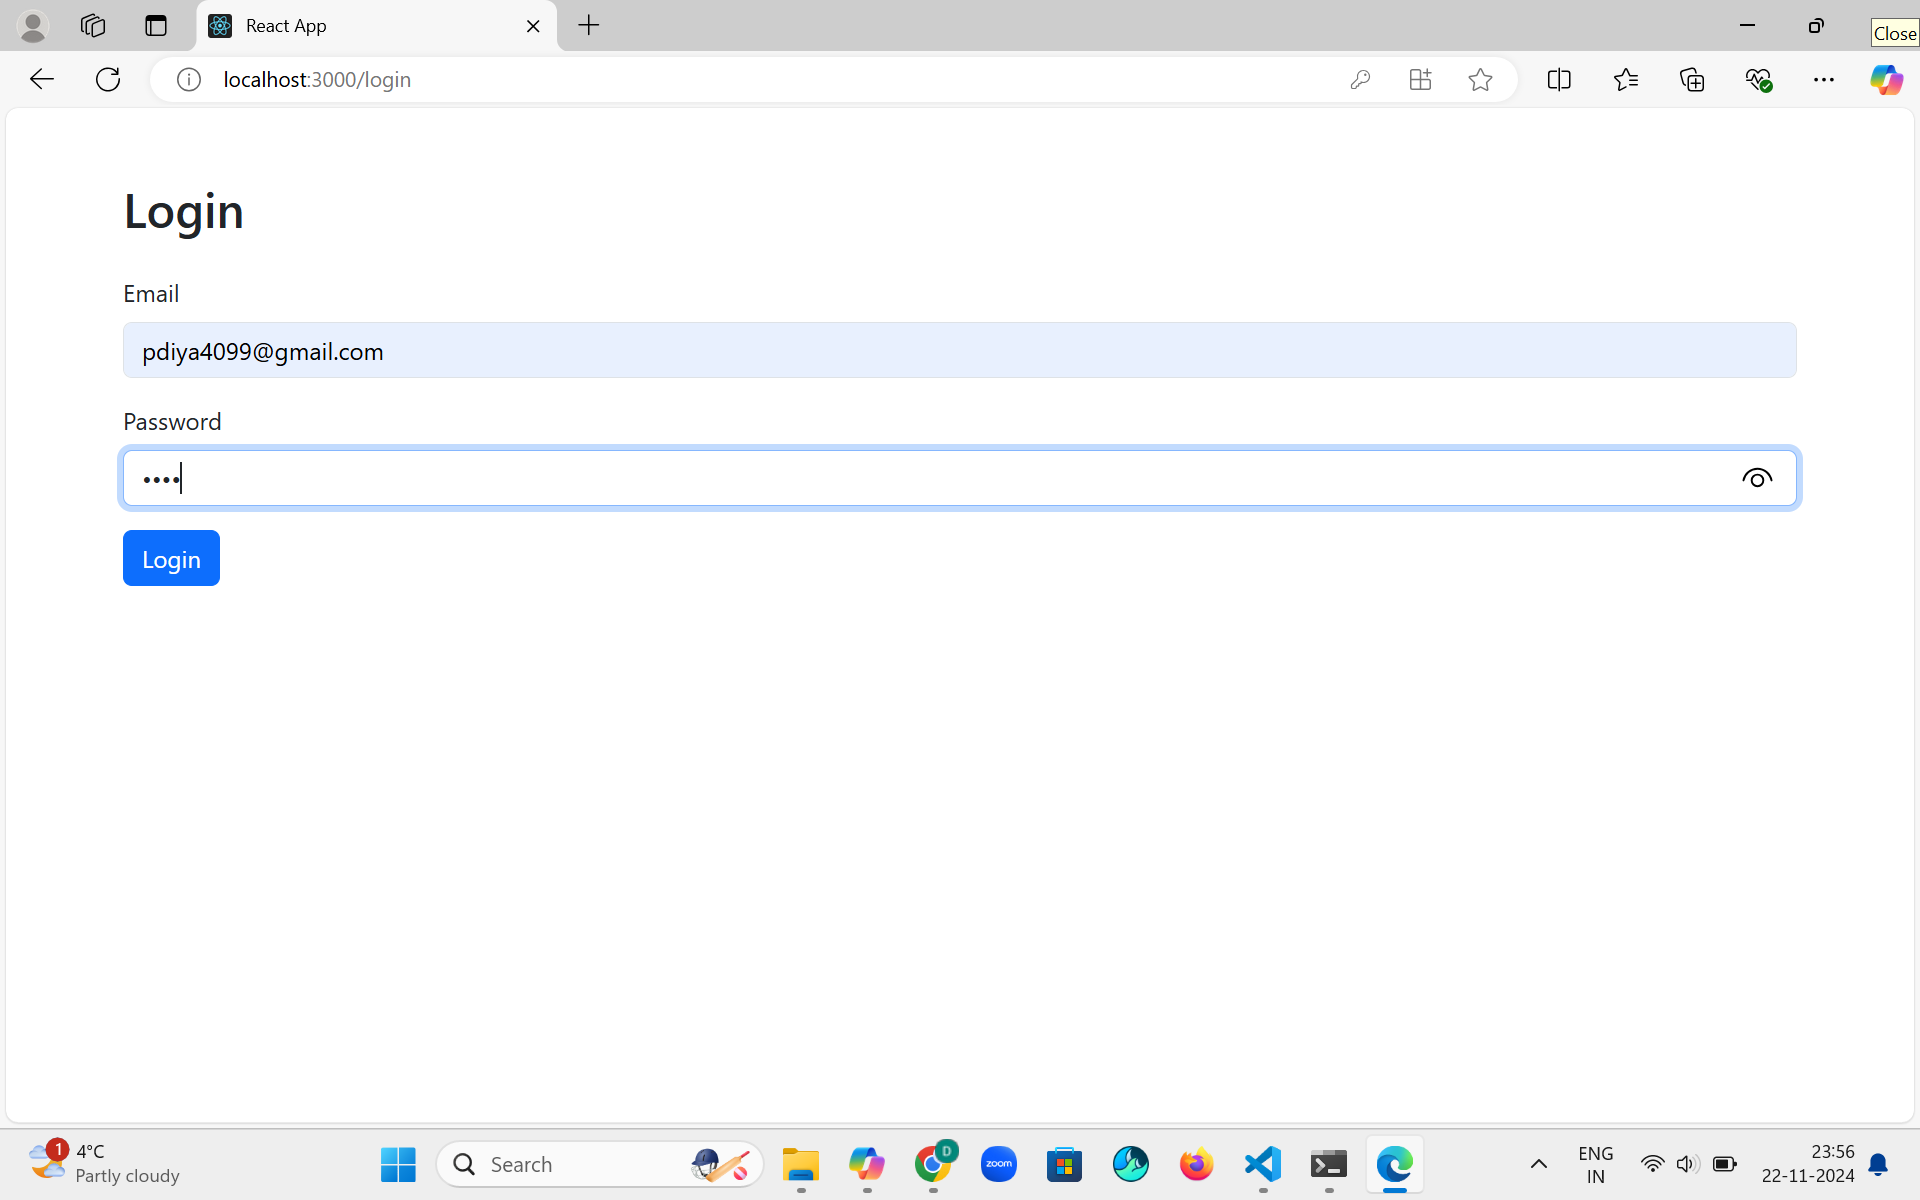 React App
Close
localhost:3000/login
Login
Email
pdiya4099@gmail.com
Password
••••
Login
1
4°C
Partly cloudy
Search
D
zoom
ENG
IN
23:56
22-11-2024